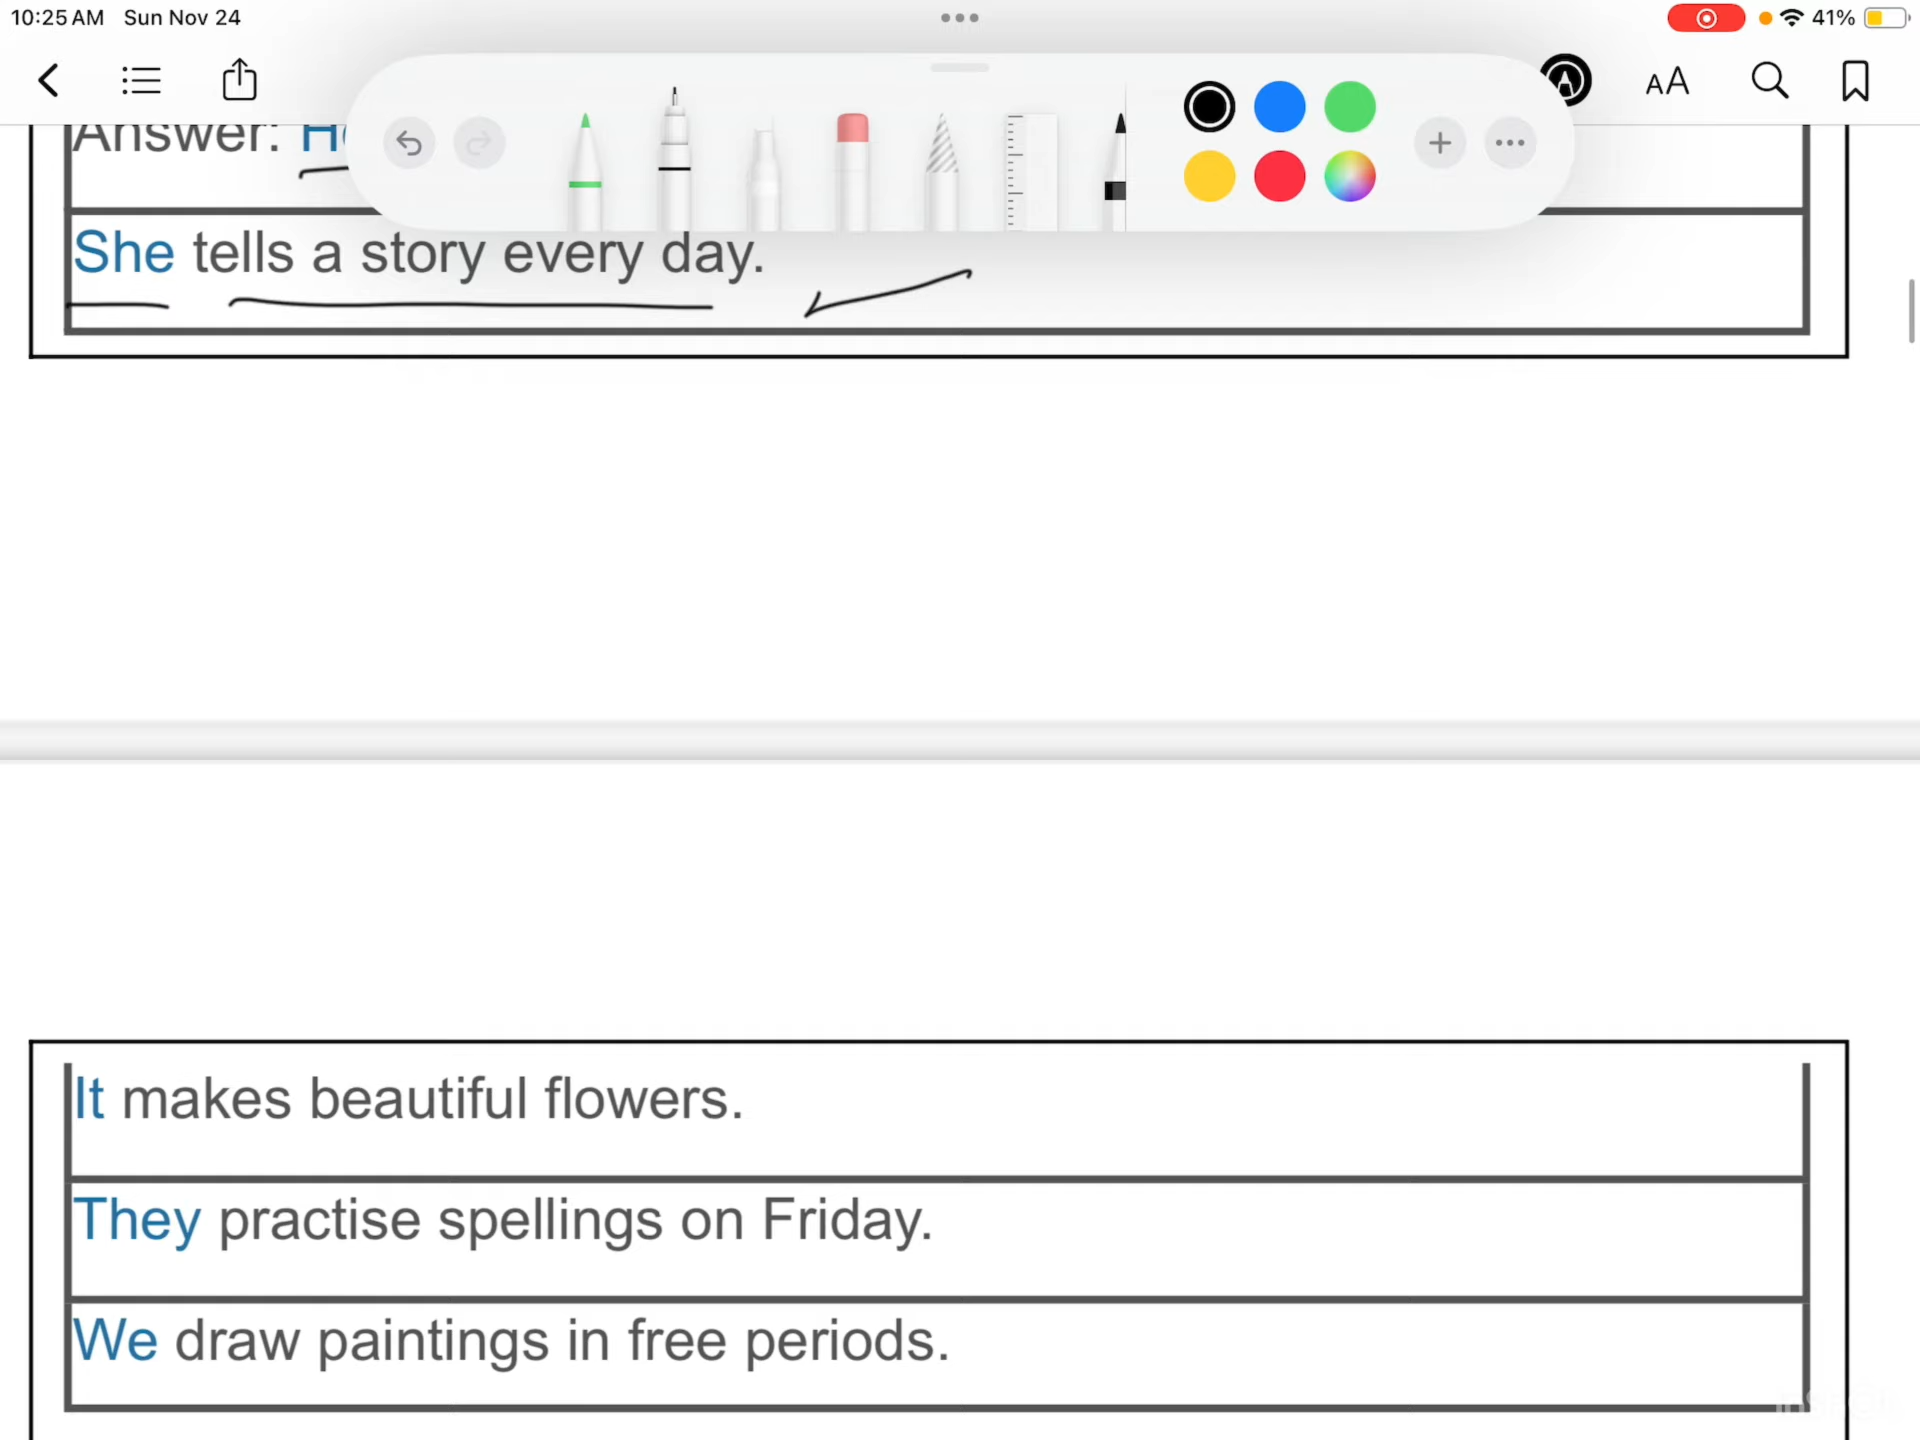 10:25 AM Sun Nov 24
41%
AA
Answer:
She tells a story every day.
It makes beautiful flowers.
They practise spellings on Friday.
We draw paintings in free periods.